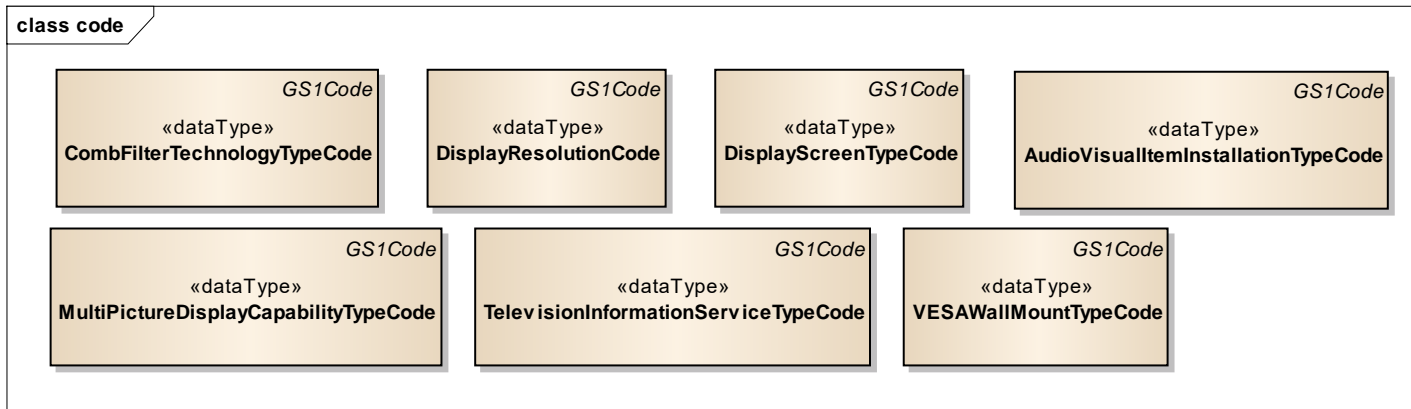 class code
GS1Code
«dataType»
CombFilterTechnologyTypeCode
GS1Code
«dataType»
DisplayResolutionCode
GS1Code
«dataType»
DisplayScreenTypeCode
GS1Code
«dataType»
AudioVisualItemInstallationTypeCode
GS1Code
«dataType»
MultiPictureDisplayCapabilityTypeCode
GS1Code
«dataType»
TelevisionInformationServiceTypeCode
GS1Code
«dataType»
VESAWallMountTypeCode